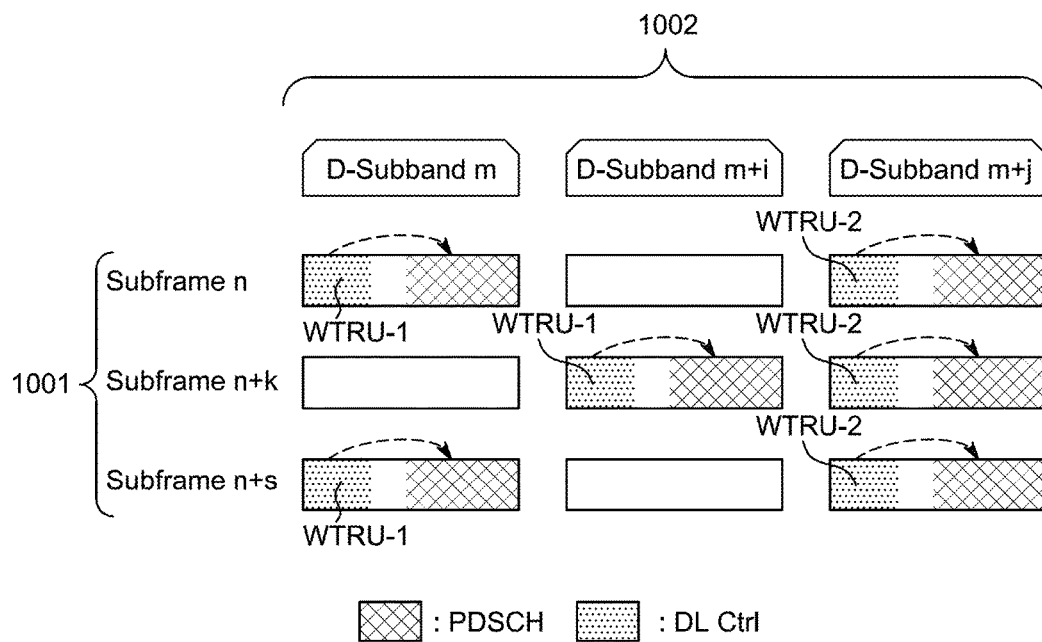 1002
D-Subband m
D-Subband m+i
D-Subband m+j
WTRU-2
Subframe n
WTRU-1
WTRU-1
WTRU-2
1001
Subframe n+k
WTRU-2
Subframe n+s
WTRU-1
: PDSCH
: DL Ctrl